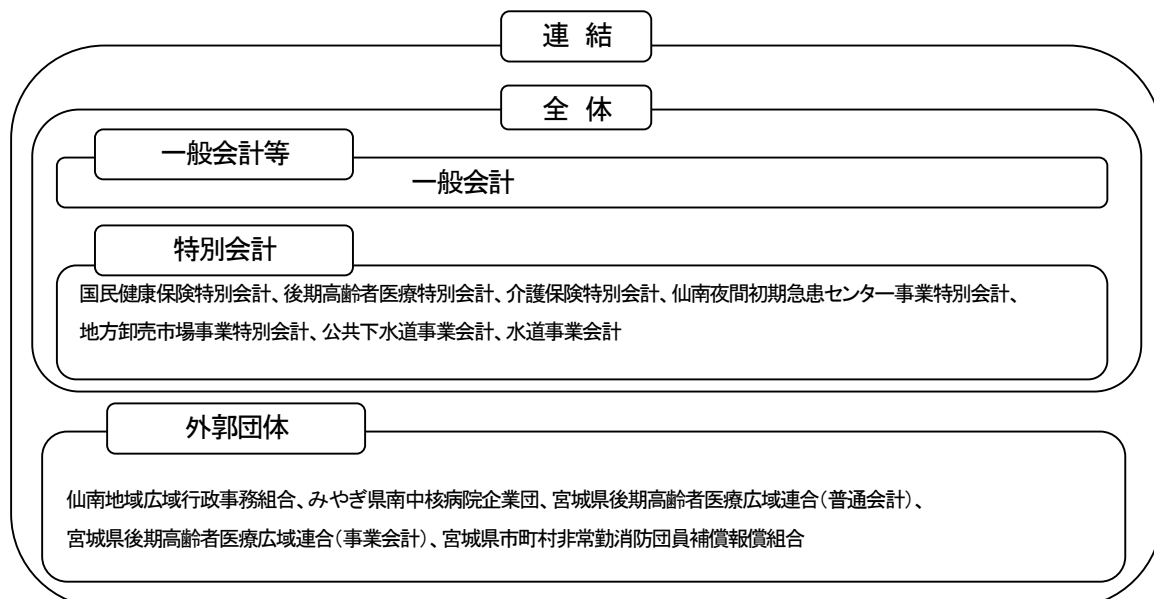 連 結
全 体
一般会計等
一般会計
特別会計
国民健康保険特別会計、後期高齢者医療特別会計、介護保険特別会計、仙南夜間初期急患センター事業特別会計、
地方卸売市場事業特別会計、公共下水道事業会計、水道事業会計
外郭団体
仙南地域広域行政事務組合、みやぎ県南中核病院企業団、宮城県後期高齢者医療広域連合（普通会計）、
宮城県後期高齢者医療広域連合（事業会計）、宮城県市町村非常勤消防団員補償報償組合